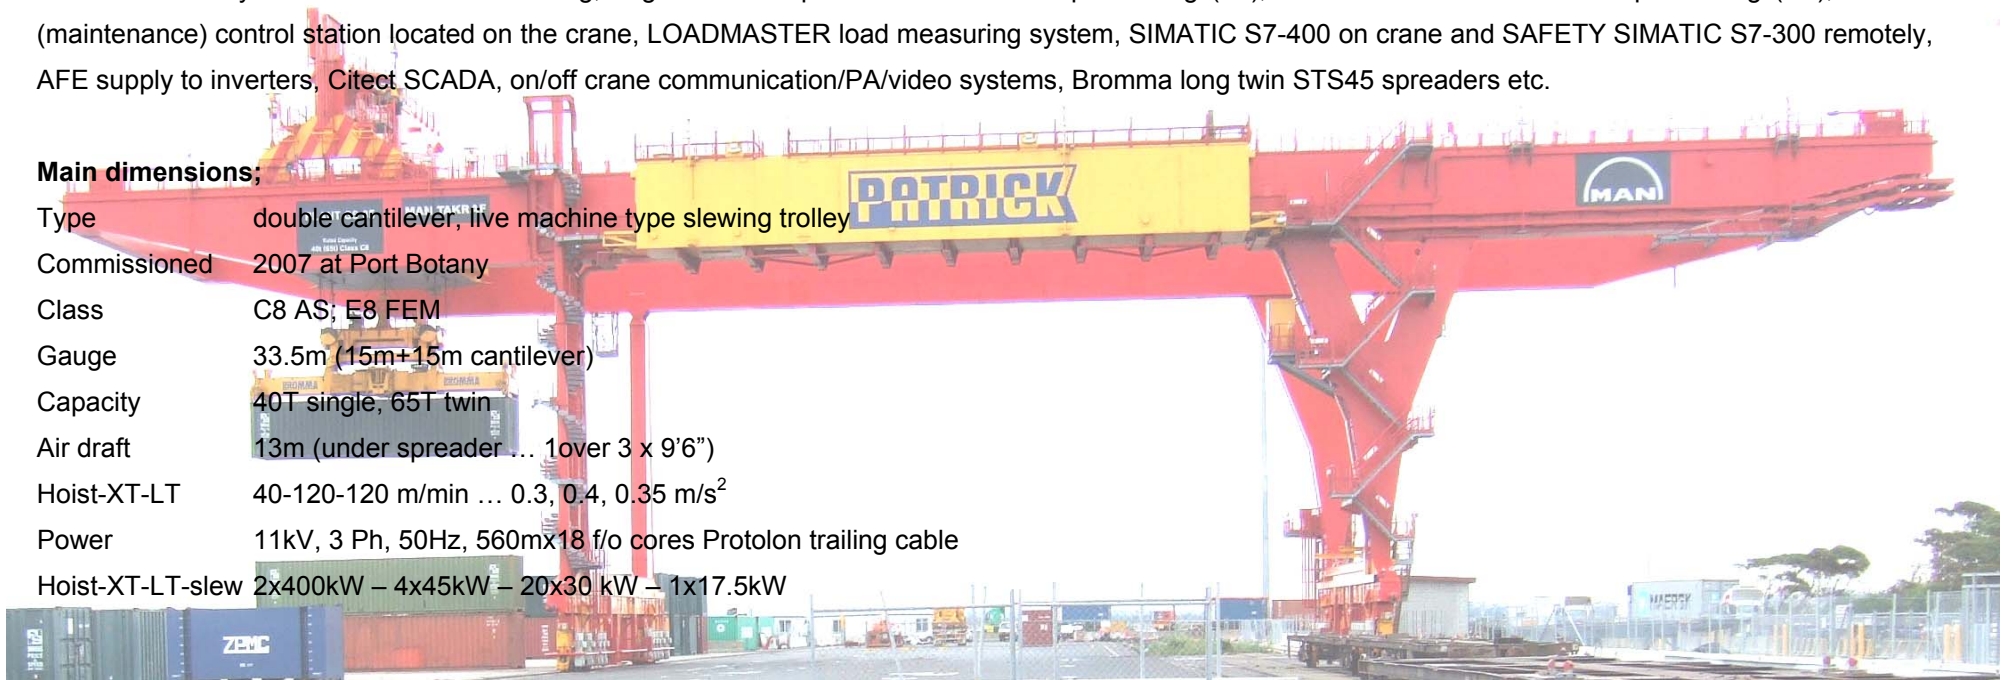 (maintenance) control station located on the crane, LOADMASTER load measuring system, SIMATIC S7-400 on crane and SAFETY SIMATIC S7-300 remotely,
AFE supply to inverters, Citect SCADA, on/off crane communication/PA/video systems, Bromma long twin STS45 spreaders etc.
Main dimensions;
Type double cantilever, live machine type slewing trolley
Commissioned 2007 at Port Botany
Class C8 AS; E8 FEM
Gauge 33.5m (15m+15m cantilever)
Capacity 40T single, 65T twin
Air draft 13m (under spreader … 1over 3 x 9’6”)
Hoist-XT-LT 40-120-120 m/min … 0.3, 0.4, 0.35 m/s²
Power 11kV, 3 Ph, 50Hz, 560mx18 f/o cores Protolon trailing cable
Hoist-XT-LT-slew 2x400kW – 4x45kW – 20x30 kW – 1x17.5kW
PATRICK
MAN
MAN TAKRAF
BROMMA
BROMMA
ZPMC
MAERSK